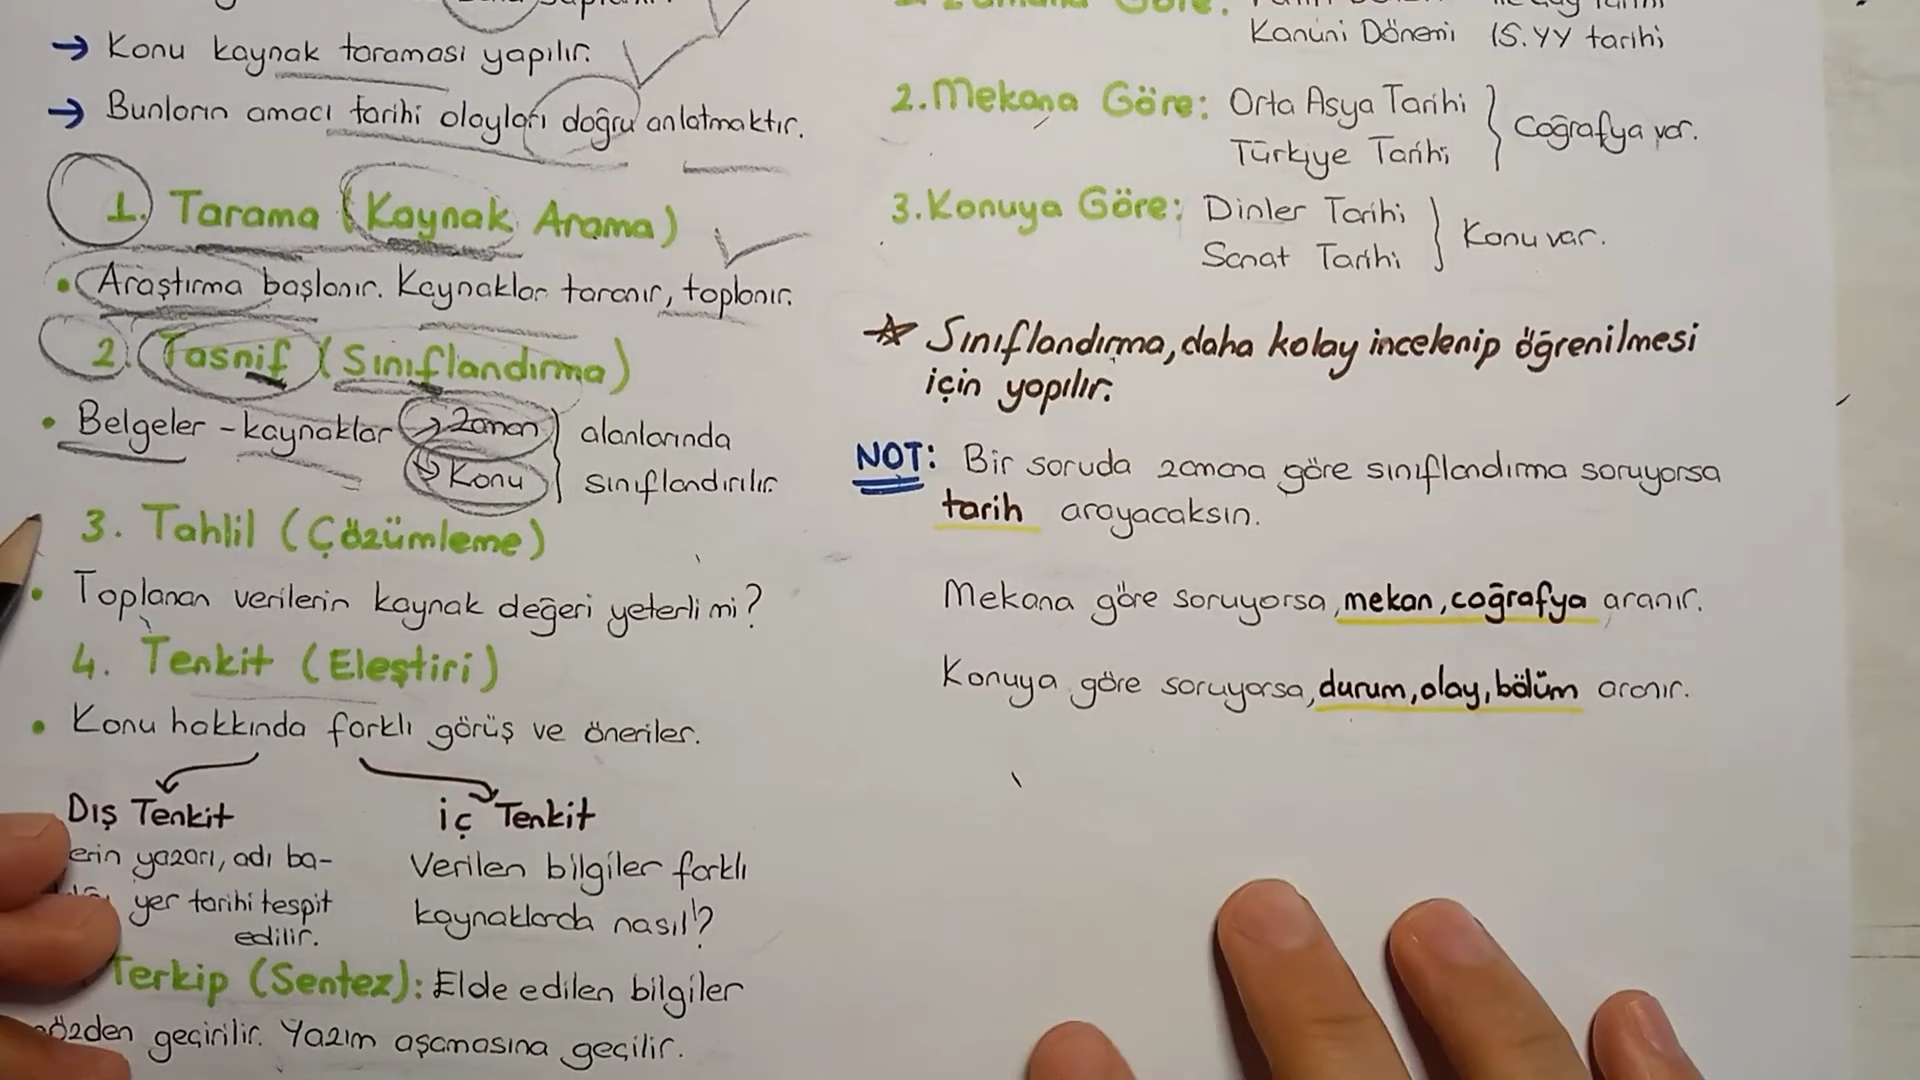 → Konu kaynak taraması yapılır.
→ Bunların amacı tarihi olayları doğru anlatmaktır.
1. Tarama (Kaynak Arama)
• Araştırma başlanır. Kaynaklar taranır, toplanır.
2. Tasnif (Sınıflandırma)
• Belgeler - kaynaklar → Zaman } alanlarında
→ Konu sınıflandırılır.
3. Tahlil (Çözümleme)
• Toplanan verilerin kaynak değeri yeterli mi?
4. Tenkit (Eleştiri)
• Konu hakkında farklı görüş ve öneriler.
Dış Tenkit
erin yazarı, adı ba-
yer tarihi tespit
edilir.
İç Tenkit
Verilen bilgiler farklı
kaynaklarda nasıl?
Terkip (Sentez): Elde edilen bilgiler
gözden geçirilir. Yazım aşamasına geçilir.
Göre:
Kanuni Dönemi 15.YY tarihi
2. Mekana Göre: Orta Asya Tarihi } Coğrafya var.
Türkiye Tarihi
3. Konuya Göre: Dinler Tarihi } Konu var.
Sanat Tarihi
☆ Sınıflandırma, daha kolay incelenip öğrenilmesi
için yapılır.
NOT: Bir soruda zamana göre sınıflandırma soruyorsa
tarih arayacaksın.
Mekana göre soruyorsa, mekan, coğrafya aranır.
Konuya göre soruyorsa, durum, olay, bölüm aranır.